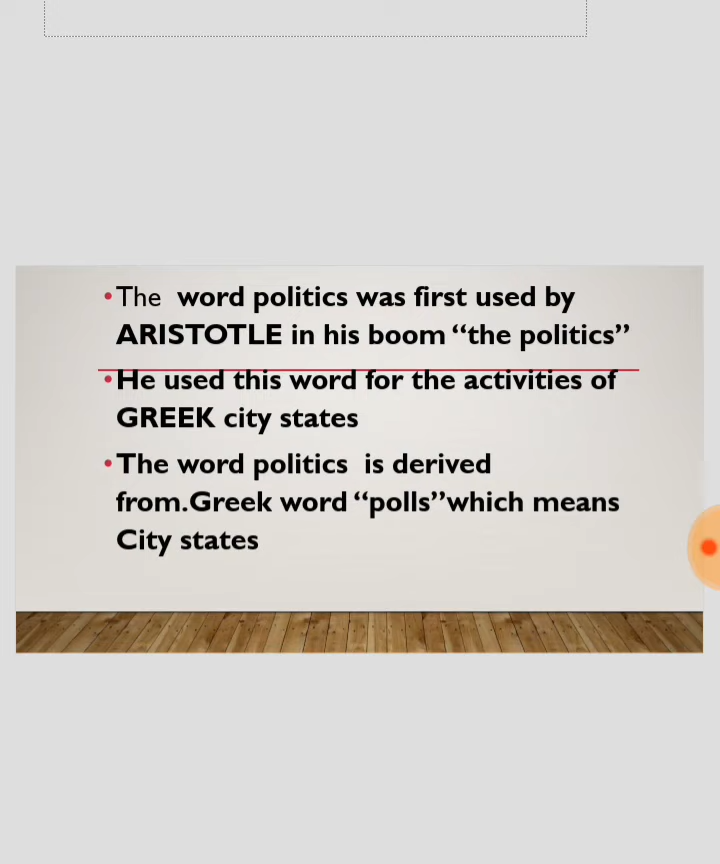 •The word politics was first used by
ARISTOTLE in his boom “the politics”
•He used this word for the activities of
GREEK city states
•The word politics is derived
from.Greek word “polls”which means
City states